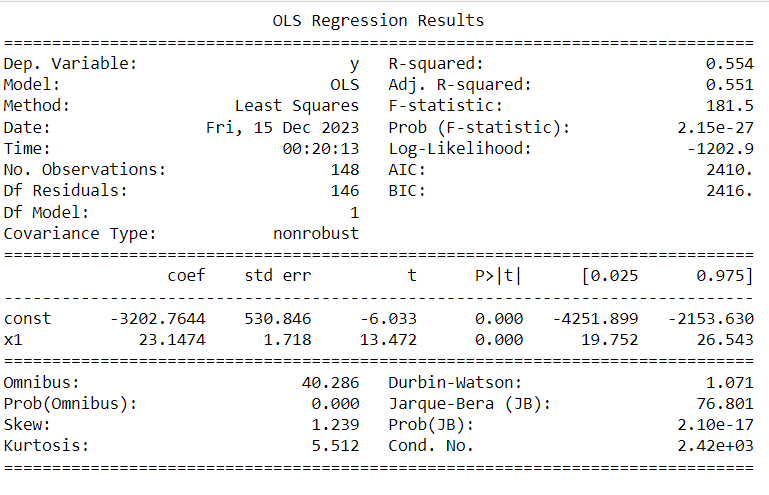 OLS Regression Results
==============================================================================
Dep. Variable:                      y   R-squared:                       0.554
Model:                            OLS   Adj. R-squared:                  0.551
Method:                 Least Squares   F-statistic:                     181.5
Date:                Fri, 15 Dec 2023   Prob (F-statistic):           2.15e-27
Time:                        00:20:13   Log-Likelihood:                -1202.9
No. Observations:                 148   AIC:                             2410.
Df Residuals:                     146   BIC:                             2416.
Df Model:                           1
Covariance Type:            nonrobust
==============================================================================
                 coef    std err          t      P>|t|      [0.025      0.975]
------------------------------------------------------------------------------
const      -3202.7644    530.846     -6.033      0.000   -4251.899   -2153.630
x1            23.1474      1.718     13.472      0.000      19.752      26.543
==============================================================================
Omnibus:                       40.286   Durbin-Watson:                   1.071
Prob(Omnibus):                  0.000   Jarque-Bera (JB):               76.801
Skew:                           1.239   Prob(JB):                     2.10e-17
Kurtosis:                       5.512   Cond. No.                     2.42e+03
==============================================================================